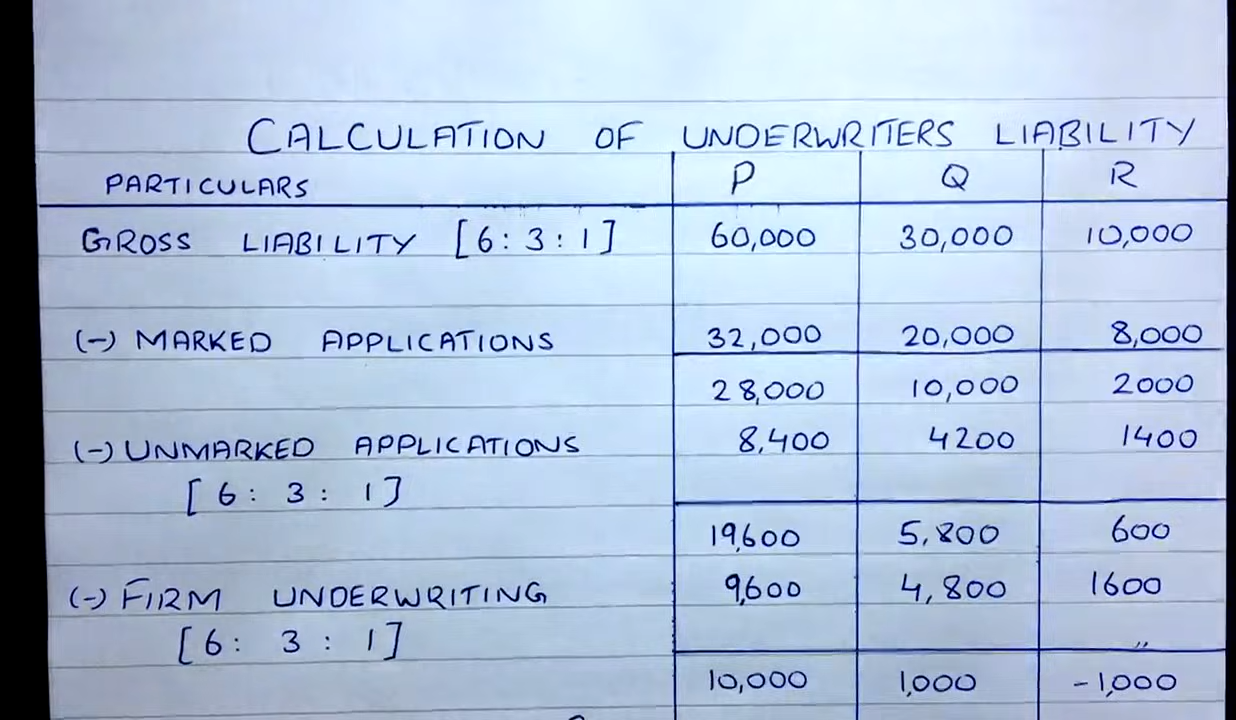 CALCULATION OF UNDERWRITERS LIABILITY
PARTICULARS P Q R
GROSS LIABILITY [6:3:1] 60,000 30,000 10,000
(-) MARKED APPLICATIONS 32,000 20,000 8,000
28,000 10,000 2000
(-) UNMARKED APPLICATIONS 8,400 4200 1400
[6: 3: 1]
19,600 5,800 600
(-) FIRM UNDERWRITING 9,600 4,800 1600
[6: 3 : 1] ,,
10,000 1,000 -1,000